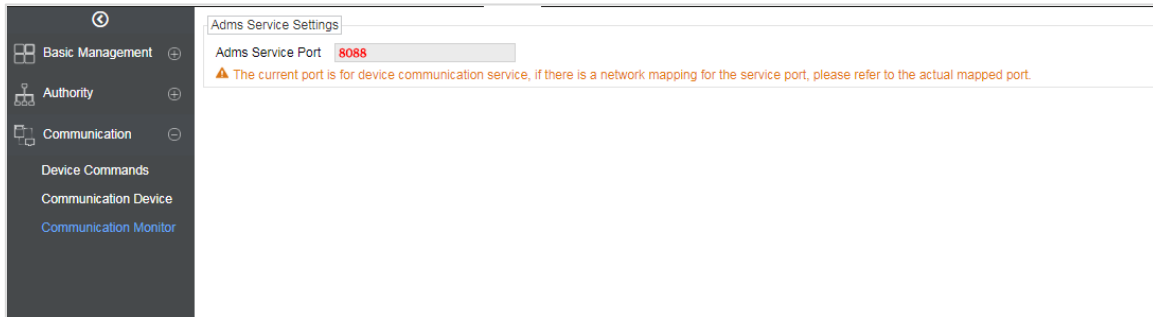 Basic Management
Authority
Communication
Device Commands
Communication Device
Communication Monitor
Adms Service Settings
Adms Service Port 8088
The current port is for device communication service, if there is a network mapping for the service port, please refer to the actual mapped port.